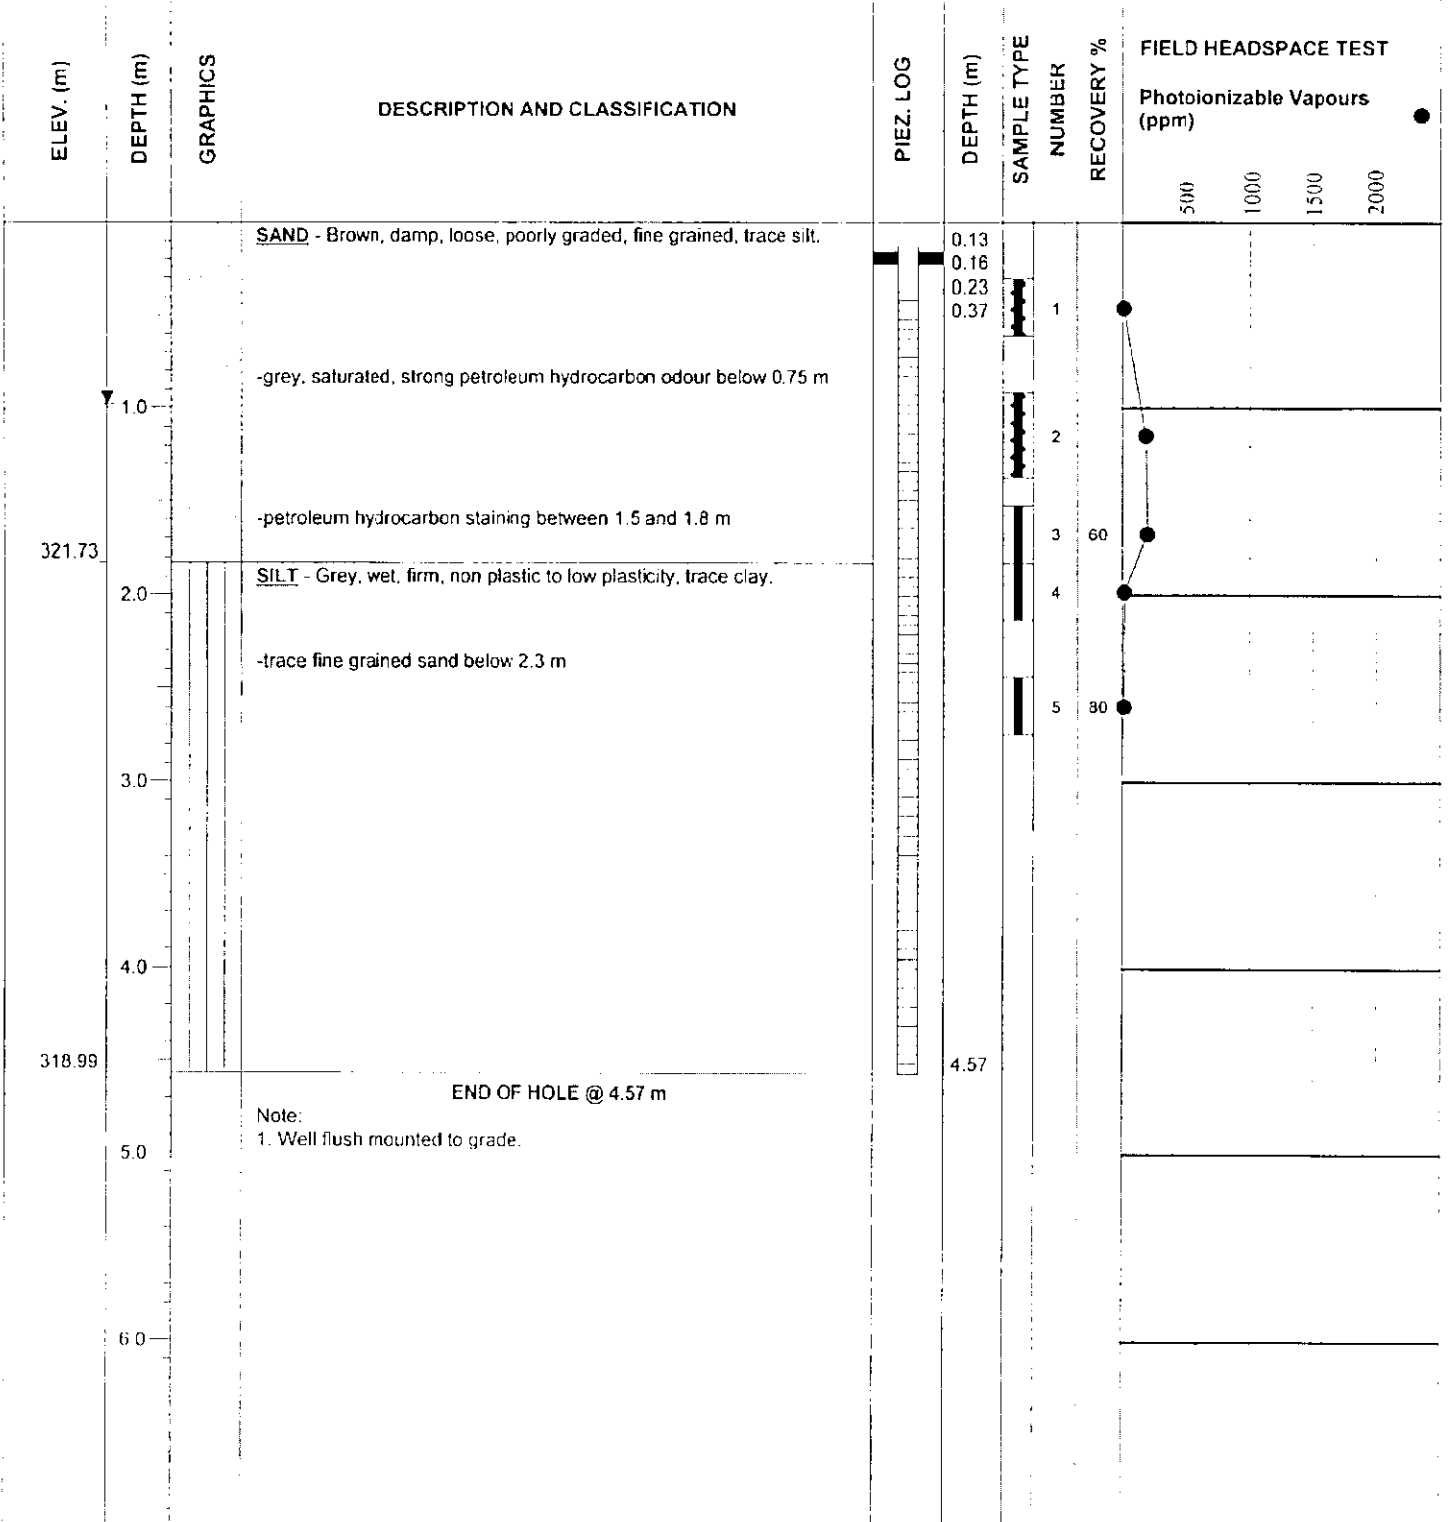 ELEV. (m)
DEPTH (m)
GRAPHICS
DESCRIPTION AND CLASSIFICATION
PIEZ. LOG
DEPTH (m)
SAMPLE TYPE
NUMBER
RECOVERY %
FIELD HEADSPACE TEST
Photoionizable Vapours
(ppm)
500
1000
1500
2000
SAND - Brown, damp, loose, poorly graded, fine grained, trace silt.
0.13
0.16
0.23
0.37
1
-grey, saturated, strong petroleum hydrocarbon odour below 0.75 m
1.0
2
-petroleum hydrocarbon staining between 1.5 and 1.8 m
3 60
321.73
SILT - Grey, wet, firm, non plastic to low plasticity, trace clay.
2.0
4
-trace fine grained sand below 2.3 m
5 80
3.0
4.0
318.99
4.57
END OF HOLE @ 4.57 m
Note:
1. Well flush mounted to grade.
5.0
6.0